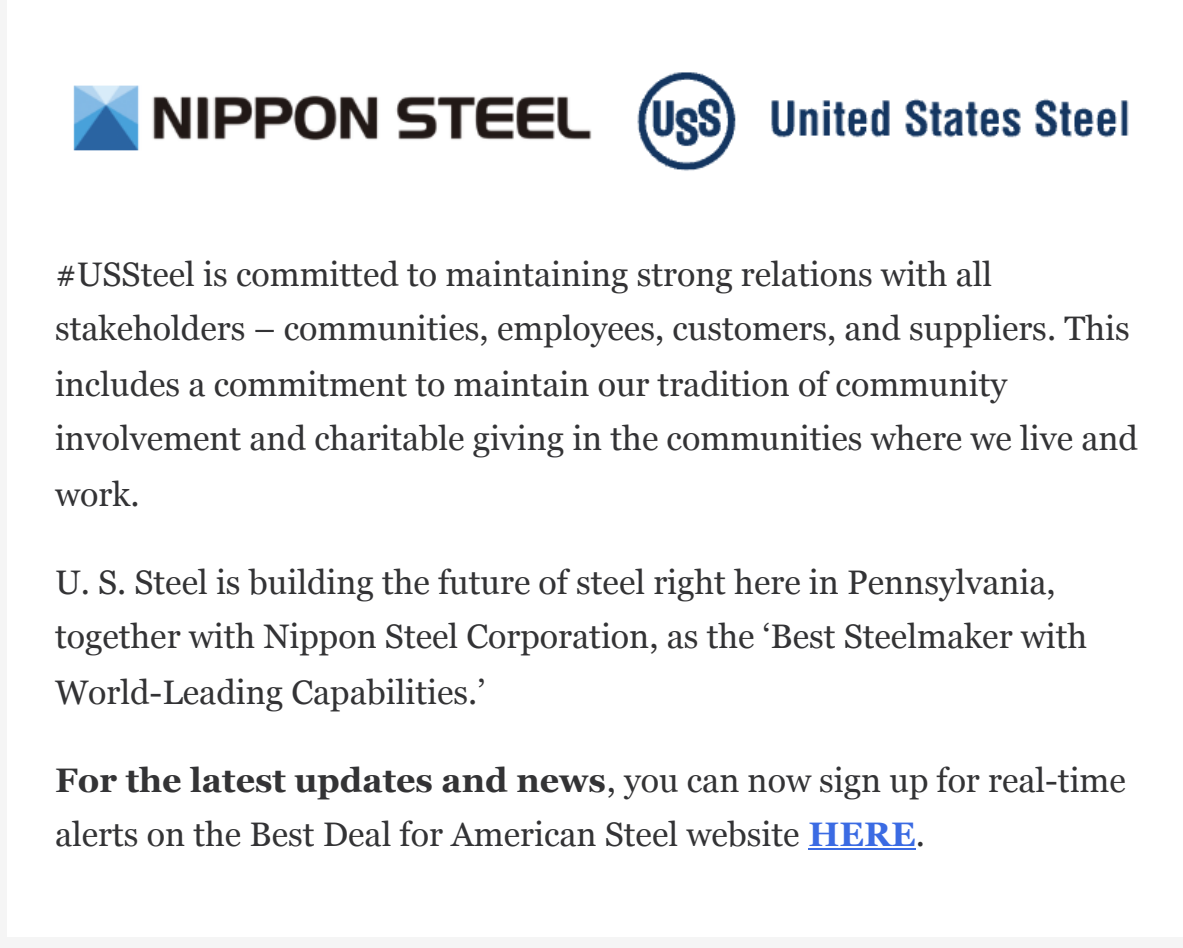 NIPPON STEEL USS United States Steel
#USSteel is committed to maintaining strong relations with all
stakeholders – communities, employees, customers, and suppliers. This
includes a commitment to maintain our tradition of community
involvement and charitable giving in the communities where we live and
work.
U. S. Steel is building the future of steel right here in Pennsylvania,
together with Nippon Steel Corporation, as the ‘Best Steelmaker with
World-Leading Capabilities.’
For the latest updates and news, you can now sign up for real-time
alerts on the Best Deal for American Steel website HERE.